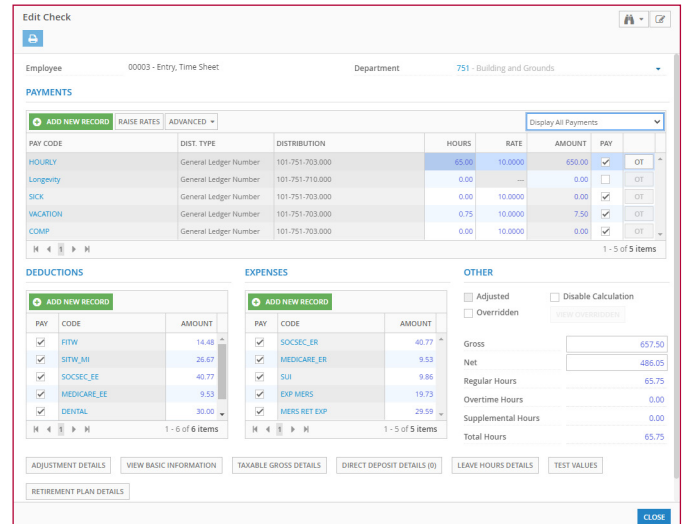 Edit Check
Employee 00003 - Entry, Time Sheet Department 751 - Building and Grounds
PAYMENTS
ADD NEW RECORD RAISE RATES ADVANCED Display All Payments
PAY CODE DIST. TYPE DISTRIBUTION HOURS RATE AMOUNT PAY
HOURLY General Ledger Number 101-751-703.000 65.00 10.0000 650.00 OT
Longevity General Ledger Number 101-751-710.000 0.00 --- 0.00 OT
SICK General Ledger Number 101-751-703.000 0.00 10.0000 0.00 OT
VACATION General Ledger Number 101-751-703.000 0.75 10.0000 7.50 OT
COMP General Ledger Number 101-751-703.000 0.00 10.0000 0.00 OT
1 1 - 5 of 5 items
DEDUCTIONS EXPENSES OTHER
ADD NEW RECORD ADD NEW RECORD Adjusted Disable Calculation
Overridden VIEW OVERRIDDEN
PAY CODE AMOUNT PAY CODE AMOUNT
FITW 14.48 SOCSEC_ER 40.77 Gross 657.50
SITW_MI 26.67 MEDICARE_ER 9.53 Net 486.05
SOCSEC_EE 40.77 SUI 9.86 Regular Hours 65.75
MEDICARE_EE 9.53 EXP MERS 19.73 Overtime Hours 0.00
DENTAL 30.00 MERS RET EXP 29.59 Supplemental Hours 0.00
1 1 - 6 of 6 items 1 1 - 5 of 5 items Total Hours 65.75
ADJUSTMENT DETAILS VIEW BASIC INFORMATION TAXABLE GROSS DETAILS DIRECT DEPOSIT DETAILS (0) LEAVE HOURS DETAILS TEST VALUES
RETIREMENT PLAN DETAILS
CLOSE